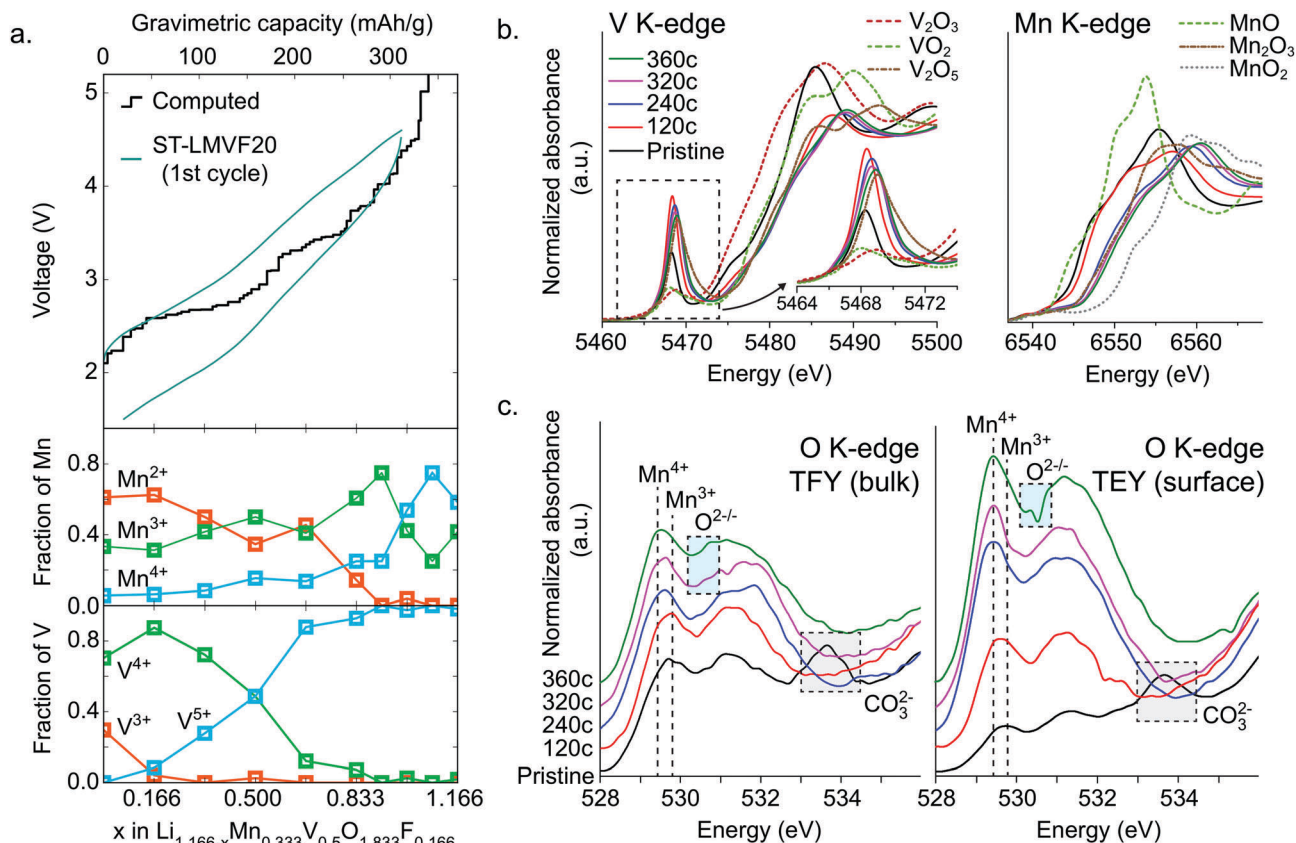 a.
Gravimetric capacity (mAh/g)
0 100 200 300
Computed
ST-LMVF20
(1st cycle)
Voltage (V)
5
4
3
2
Fraction of Mn
0.8
0.4
0.0
Mn2+
Mn3+
Mn4+
Fraction of V
0.8
0.4
0.0
V4+
V3+
V5+
0.166 0.500 0.833 1.166
x in Li1.166-xMn0.333V0.5O1.833F0.166
b.
V K-edge
360c
320c
240c
120c
Pristine
V2O3
VO2
V2O5
Normalized absorbance
(a.u.)
5464 5468 5472
5460 5470 5480 5490 5500
Energy (eV)
Mn K-edge
MnO
Mn2O3
MnO2
6540 6550 6560
Energy (eV)
c.
Normalized absorbance
(a.u.)
O K-edge
TFY (bulk)
Mn4+
Mn3+
O2-/-
CO32-
360c
320c
240c
120c
Pristine
528 530 532 534
Energy (eV)
O K-edge
TEY (surface)
Mn4+
Mn3+
O2-/-
CO32-
528 530 532 534
Energy (eV)